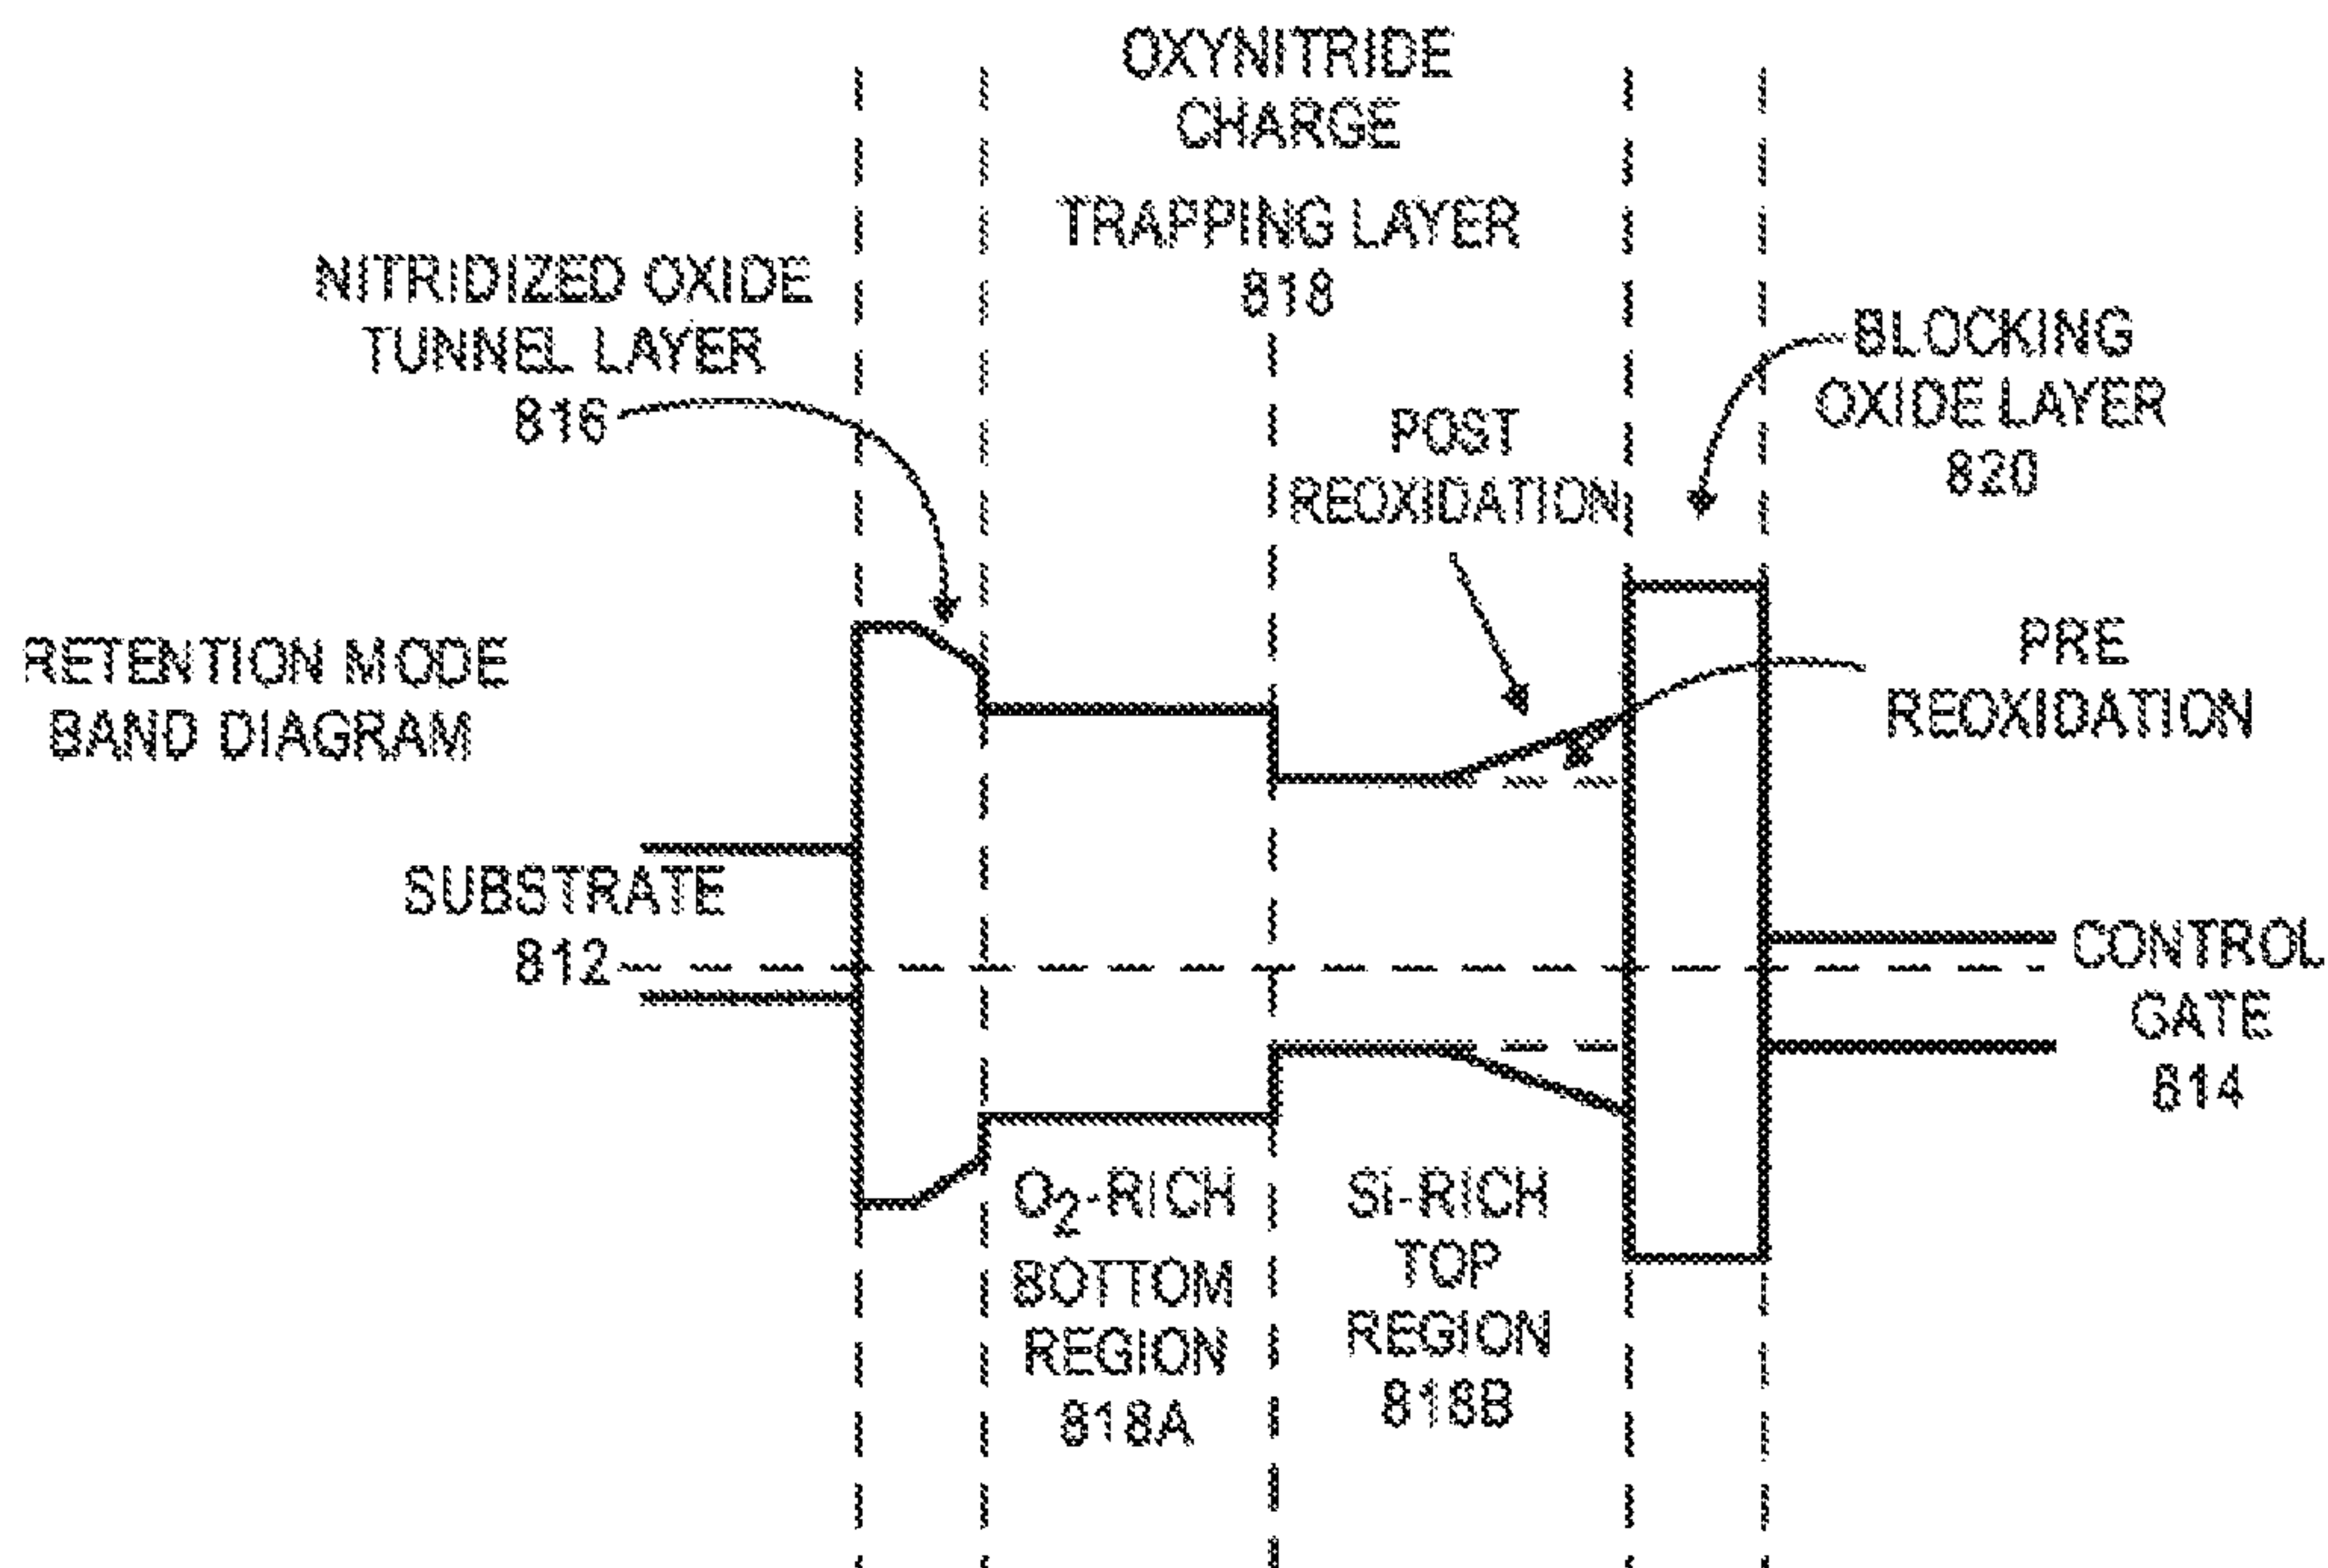 OXYNITRIDE
CHARGE
TRAPPING LAYER
818
NITRIDIZED OXIDE
TUNNEL LAYER
816
BLOCKING
OXIDE LAYER
820
POST
REOXIDATION
RETENTION MODE
BAND DIAGRAM
PRE
REOXIDATION
SUBSTRATE
812
CONTROL
GATE
814
O₂-RICH
BOTTOM
REGION
818A
Si-RICH
TOP
REGION
818B